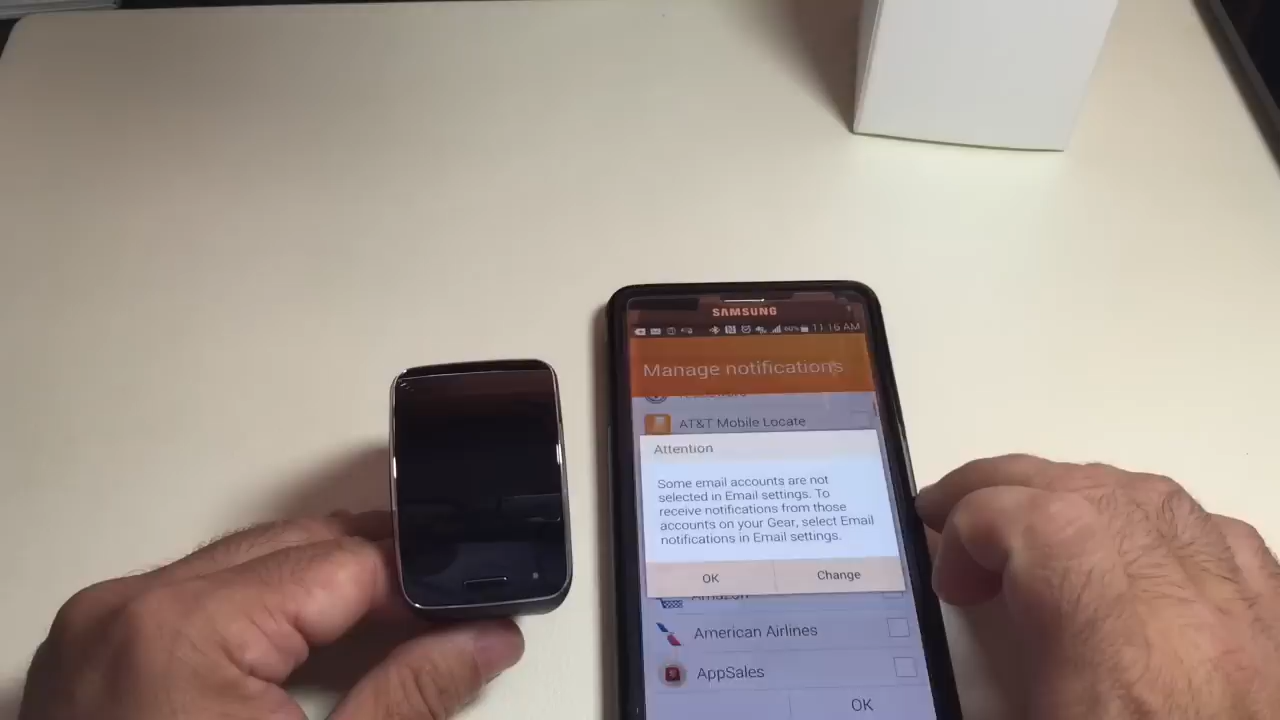 SAMSUNG
60% 11:16 AM
Manage notifications
AT&T Mobile Locate
Attention
Some email accounts are not
selected in Email settings. To
receive notifications from those
accounts on your Gear, select Email
notifications in Email settings.
OK Change
Amazon
American Airlines
AppSales
OK